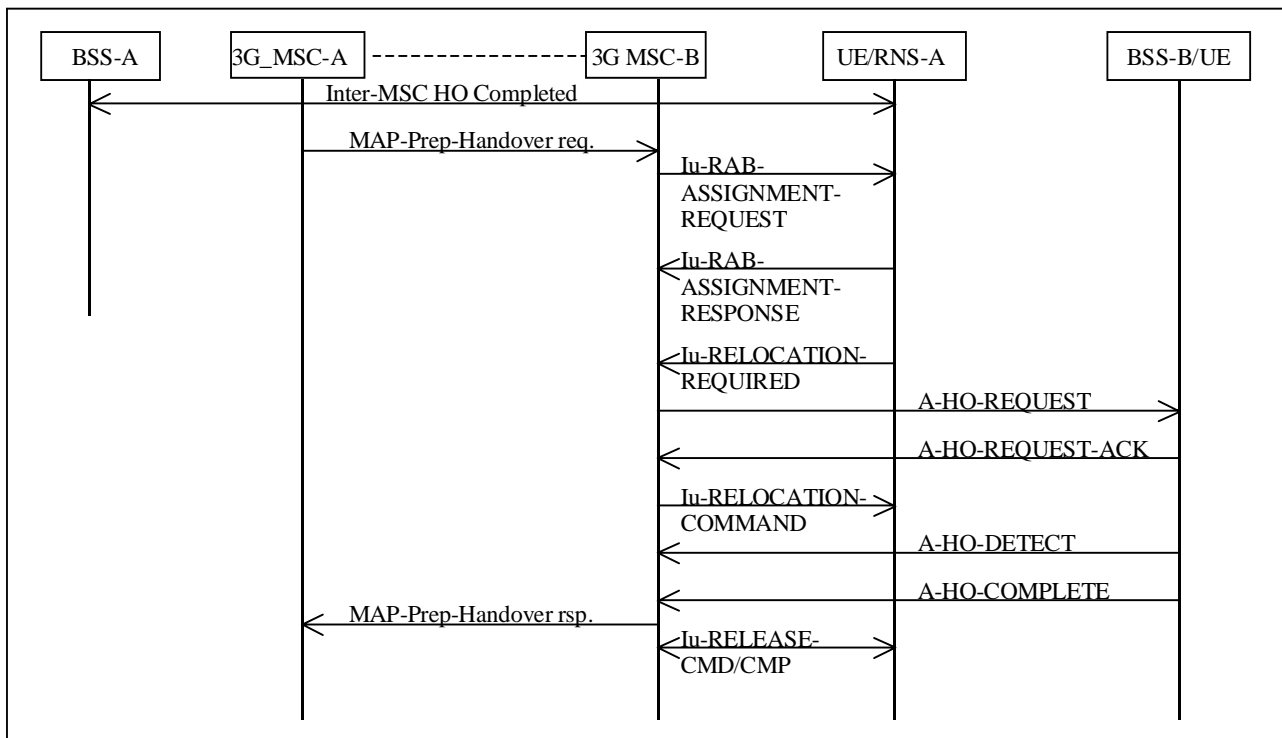 BSS-A
3G_MSC-A
3G MSC-B
UE/RNS-A
BSS-B/UE
Inter-MSC HO Completed
MAP-Prep-Handover req.
Iu-RAB-
ASSIGNMENT-
REQUEST
Iu-RAB-
ASSIGNMENT-
RESPONSE
Iu-RELOCATION-
REQUIRED
A-HO-REQUEST
A-HO-REQUEST-ACK
Iu-RELOCATION-
COMMAND
A-HO-DETECT
A-HO-COMPLETE
MAP-Prep-Handover rsp.
Iu-RELEASE-
CMD/CMP